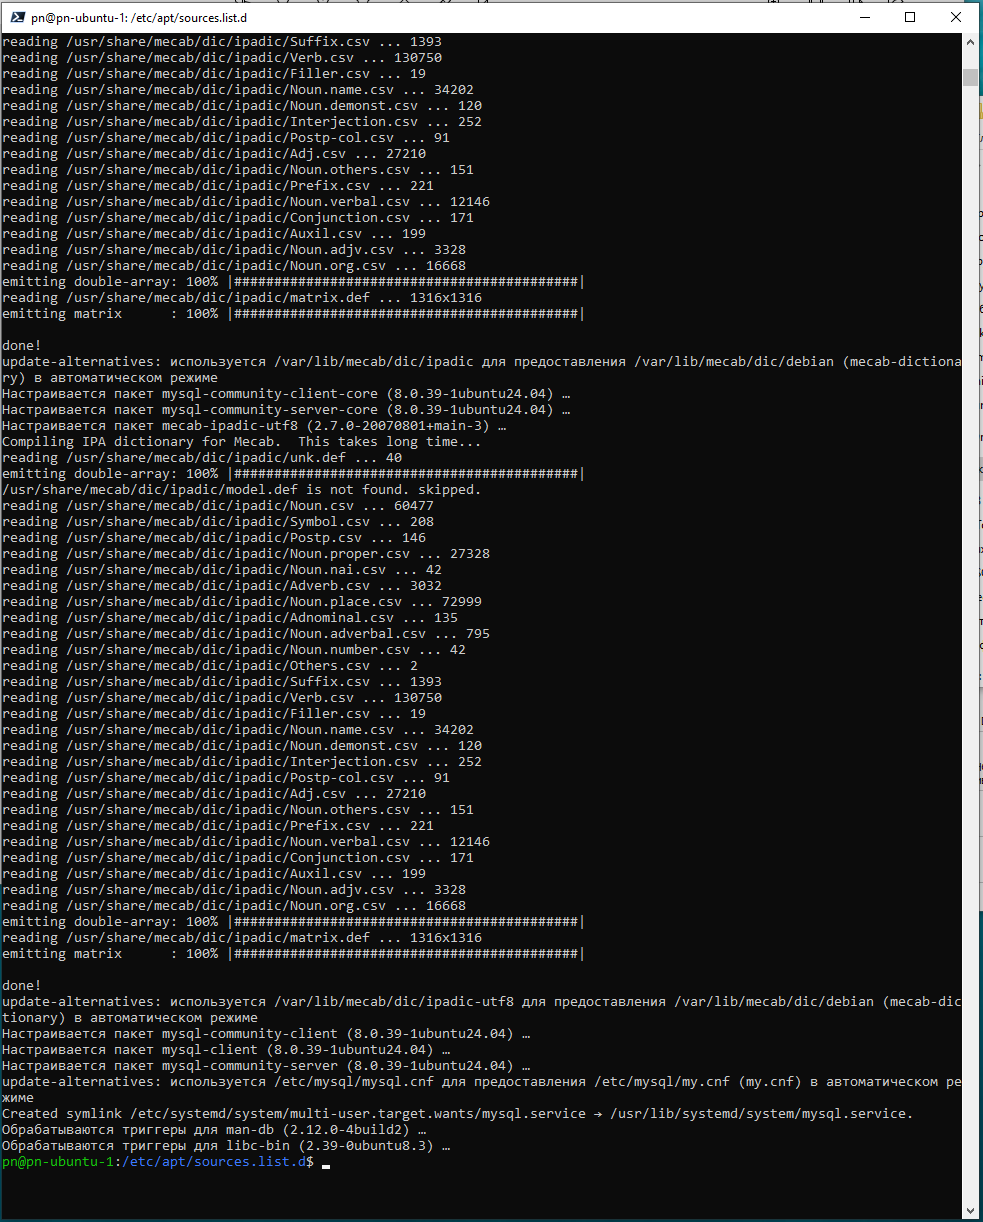 pn@pn-ubuntu-1: /etc/apt/sources.list.d
reading /usr/share/mecab/dic/ipadic/Suffix.csv ... 1393
reading /usr/share/mecab/dic/ipadic/Verb.csv ... 130750
reading /usr/share/mecab/dic/ipadic/Filler.csv ... 19
reading /usr/share/mecab/dic/ipadic/Noun.name.csv ... 34202
reading /usr/share/mecab/dic/ipadic/Noun.demonst.csv ... 120
reading /usr/share/mecab/dic/ipadic/Interjection.csv ... 252
reading /usr/share/mecab/dic/ipadic/Postp-col.csv ... 91
reading /usr/share/mecab/dic/ipadic/Adj.csv ... 27210
reading /usr/share/mecab/dic/ipadic/Noun.others.csv ... 151
reading /usr/share/mecab/dic/ipadic/Prefix.csv ... 221
reading /usr/share/mecab/dic/ipadic/Noun.verbal.csv ... 12146
reading /usr/share/mecab/dic/ipadic/Conjunction.csv ... 171
reading /usr/share/mecab/dic/ipadic/Auxil.csv ... 199
reading /usr/share/mecab/dic/ipadic/Noun.adjv.csv ... 3328
reading /usr/share/mecab/dic/ipadic/Noun.org.csv ... 16668
emitting double-array: 100% |###########################################|
reading /usr/share/mecab/dic/ipadic/matrix.def ... 1316x1316
emitting matrix      : 100% |###########################################|
done!
update-alternatives: используется /var/lib/mecab/dic/ipadic для предоставления /var/lib/mecab/dic/debian (mecab-dictiona
ry) в автоматическом режиме
Настраивается пакет mysql-community-client-core (8.0.39-1ubuntu24.04) …
Настраивается пакет mysql-community-server-core (8.0.39-1ubuntu24.04) …
Настраивается пакет mecab-ipadic-utf8 (2.7.0-20070801+main-3) …
Compiling IPA dictionary for Mecab.  This takes long time...
reading /usr/share/mecab/dic/ipadic/unk.def ... 40
emitting double-array: 100% |###########################################|
/usr/share/mecab/dic/ipadic/model.def is not found. skipped.
reading /usr/share/mecab/dic/ipadic/Noun.csv ... 60477
reading /usr/share/mecab/dic/ipadic/Symbol.csv ... 208
reading /usr/share/mecab/dic/ipadic/Postp.csv ... 146
reading /usr/share/mecab/dic/ipadic/Noun.proper.csv ... 27328
reading /usr/share/mecab/dic/ipadic/Noun.nai.csv ... 42
reading /usr/share/mecab/dic/ipadic/Adverb.csv ... 3032
reading /usr/share/mecab/dic/ipadic/Noun.place.csv ... 72999
reading /usr/share/mecab/dic/ipadic/Adnominal.csv ... 135
reading /usr/share/mecab/dic/ipadic/Noun.adverbal.csv ... 795
reading /usr/share/mecab/dic/ipadic/Noun.number.csv ... 42
reading /usr/share/mecab/dic/ipadic/Others.csv ... 2
reading /usr/share/mecab/dic/ipadic/Suffix.csv ... 1393
reading /usr/share/mecab/dic/ipadic/Verb.csv ... 130750
reading /usr/share/mecab/dic/ipadic/Filler.csv ... 19
reading /usr/share/mecab/dic/ipadic/Noun.name.csv ... 34202
reading /usr/share/mecab/dic/ipadic/Noun.demonst.csv ... 120
reading /usr/share/mecab/dic/ipadic/Interjection.csv ... 252
reading /usr/share/mecab/dic/ipadic/Postp-col.csv ... 91
reading /usr/share/mecab/dic/ipadic/Adj.csv ... 27210
reading /usr/share/mecab/dic/ipadic/Noun.others.csv ... 151
reading /usr/share/mecab/dic/ipadic/Prefix.csv ... 221
reading /usr/share/mecab/dic/ipadic/Noun.verbal.csv ... 12146
reading /usr/share/mecab/dic/ipadic/Conjunction.csv ... 171
reading /usr/share/mecab/dic/ipadic/Auxil.csv ... 199
reading /usr/share/mecab/dic/ipadic/Noun.adjv.csv ... 3328
reading /usr/share/mecab/dic/ipadic/Noun.org.csv ... 16668
emitting double-array: 100% |###########################################|
reading /usr/share/mecab/dic/ipadic/matrix.def ... 1316x1316
emitting matrix      : 100% |###########################################|
done!
update-alternatives: используется /var/lib/mecab/dic/ipadic-utf8 для предоставления /var/lib/mecab/dic/debian (mecab-dic
tionary) в автоматическом режиме
Настраивается пакет mysql-community-client (8.0.39-1ubuntu24.04) …
Настраивается пакет mysql-client (8.0.39-1ubuntu24.04) …
Настраивается пакет mysql-community-server (8.0.39-1ubuntu24.04) …
update-alternatives: используется /etc/mysql/mysql.cnf для предоставления /etc/mysql/my.cnf (my.cnf) в автоматическом ре
жиме
Created symlink /etc/systemd/system/multi-user.target.wants/mysql.service → /usr/lib/systemd/system/mysql.service.
Обрабатываются триггеры для man-db (2.12.0-4build2) …
Обрабатываются триггеры для libc-bin (2.39-0ubuntu8.3) …
pn@pn-ubuntu-1:/etc/apt/sources.list.d$